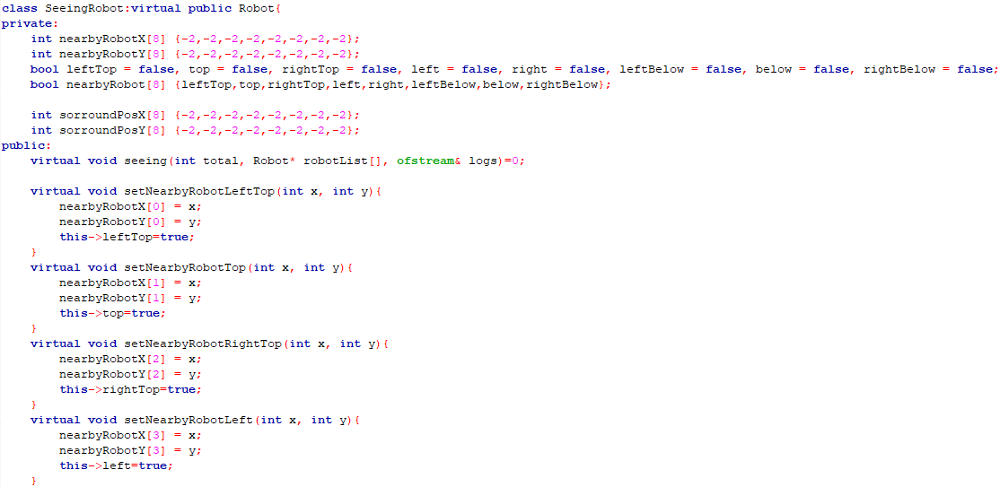 class SeeingRobot:virtual public Robot{
private:
    int nearbyRobotX[8] {-2,-2,-2,-2,-2,-2,-2,-2};
    int nearbyRobotY[8] {-2,-2,-2,-2,-2,-2,-2,-2};
    bool leftTop = false, top = false, rightTop = false, left = false, right = false, leftBelow = false, below = false, rightBelow = false;
    bool nearbyRobot[8] {leftTop,top,rightTop,left,right,leftBelow,below,rightBelow};

    int sorroundPosX[8] {-2,-2,-2,-2,-2,-2,-2,-2};
    int sorroundPosY[8] {-2,-2,-2,-2,-2,-2,-2,-2};
public:
    virtual void seeing(int total, Robot* robotList[], ofstream& logs)=0;

    virtual void setNearbyRobotLeftTop(int x, int y){
        nearbyRobotX[0] = x;
        nearbyRobotY[0] = y;
        this->leftTop=true;
    }
    virtual void setNearbyRobotTop(int x, int y){
        nearbyRobotX[1] = x;
        nearbyRobotY[1] = y;
        this->top=true;
    }
    virtual void setNearbyRobotRightTop(int x, int y){
        nearbyRobotX[2] = x;
        nearbyRobotY[2] = y;
        this->rightTop=true;
    }
    virtual void setNearbyRobotLeft(int x, int y){
        nearbyRobotX[3] = x;
        nearbyRobotY[3] = y;
        this->left=true;
    }